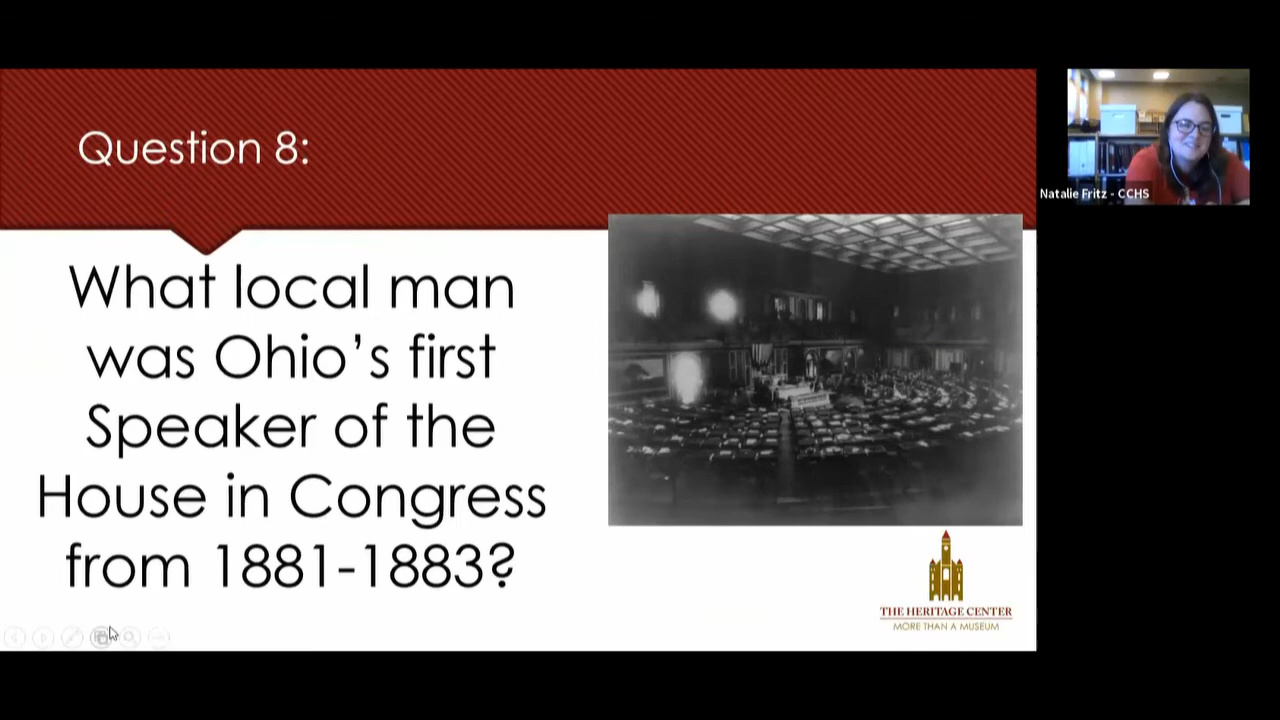 Question 8:
What local man
was Ohio’s first
Speaker of the
House in Congress
from 1881-1883?
THE HERITAGE CENTER
MORE THAN A MUSEUM
Natalie Fritz - CCHS